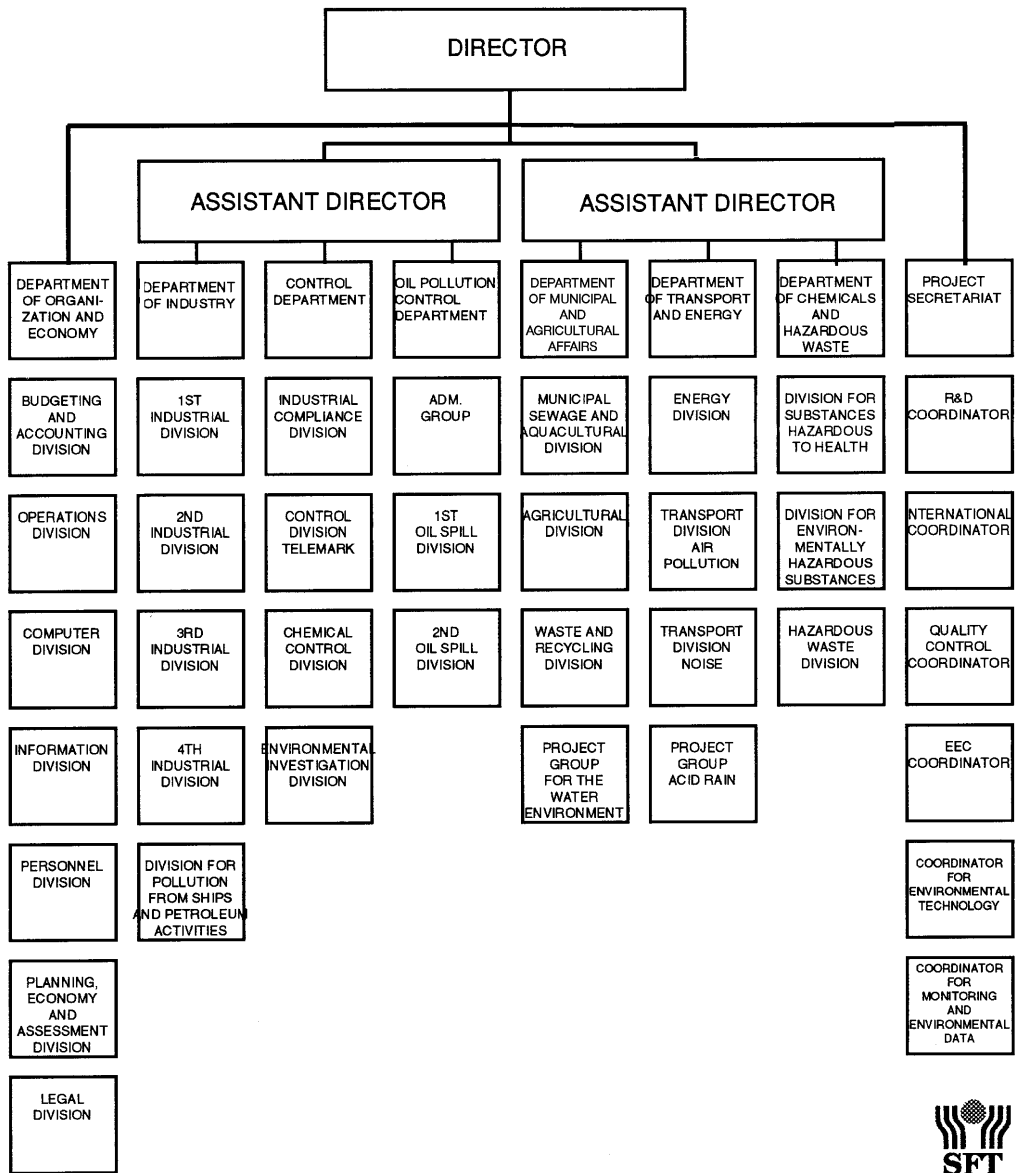 DIRECTOR
ASSISTANT DIRECTOR
ASSISTANT DIRECTOR
DEPARTMENT
OF ORGANI-
ZATION AND
ECONOMY
DEPARTMENT
OF INDUSTRY
CONTROL
DEPARTMENT
OIL POLLUTION
CONTROL
DEPARTMENT
DEPARTMENT
OF MUNICIPAL
AND
AGRICULTURAL
AFFAIRS
DEPARTMENT
OF TRANSPORT
AND ENERGY
DEPARTMENT
OF CHEMICALS
AND
HAZARDOUS
WASTE
PROJECT
SECRETARIAT
BUDGETING
AND
ACCOUNTING
DIVISION
1ST
INDUSTRIAL
DIVISION
INDUSTRIAL
COMPLIANCE
DIVISION
ADM.
GROUP
MUNICIPAL
SEWAGE AND
AQUACULTURAL
DIVISION
ENERGY
DIVISION
DIVISION FOR
SUBSTANCES
HAZARDOUS
TO HEALTH
R&D
COORDINATOR
OPERATIONS
DIVISION
2ND
INDUSTRIAL
DIVISION
CONTROL
DIVISION
TELEMARK
1ST
OIL SPILL
DIVISION
AGRICULTURAL
DIVISION
TRANSPORT
DIVISION
AIR
POLLUTION
DIVISION FOR
ENVIRON-
MENTALLY
HAZARDOUS
SUBSTANCES
INTERNATIONAL
COORDINATOR
COMPUTER
DIVISION
3RD
INDUSTRIAL
DIVISION
CHEMICAL
CONTROL
DIVISION
2ND
OIL SPILL
DIVISION
WASTE AND
RECYCLING
DIVISION
TRANSPORT
DIVISION
NOISE
HAZARDOUS
WASTE
DIVISION
QUALITY
CONTROL
COORDINATOR
INFORMATION
DIVISION
4TH
INDUSTRIAL
DIVISION
ENVIRONMENTAL
INVESTIGATION
DIVISION
PROJECT
GROUP
FOR THE
WATER
ENVIRONMENT
PROJECT
GROUP
ACID RAIN
EEC
COORDINATOR
PERSONNEL
DIVISION
DIVISION FOR
POLLUTION
FROM SHIPS
AND PETROLEUM
ACTIVITIES
COORDINATOR
FOR
ENVIRONMENTAL
TECHNOLOGY
PLANNING,
ECONOMY
AND
ASSESSMENT
DIVISION
COORDINATOR
FOR
MONITORING
AND
ENVIRONMENTAL
DATA
LEGAL
DIVISION
SFT